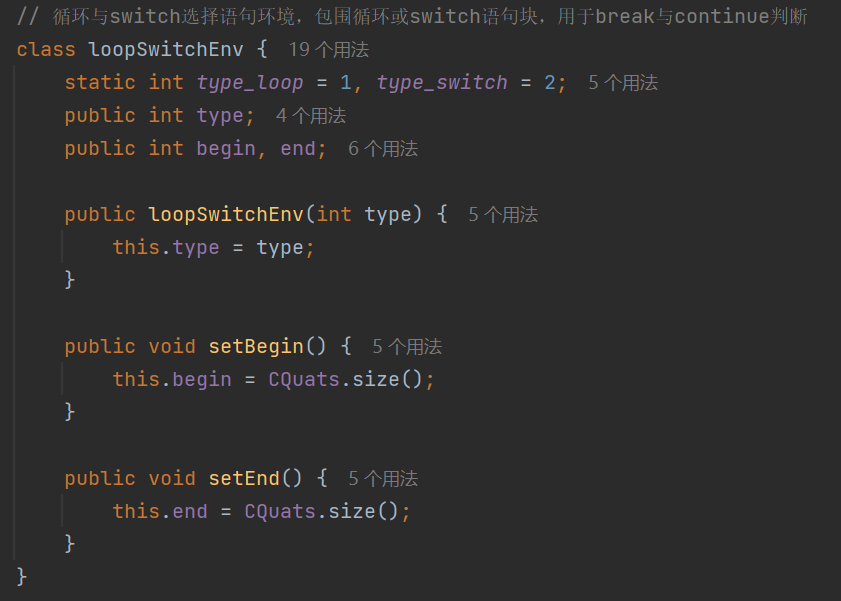 // 循环与switch选择语句环境，包围循环或switch语句块，用于break与continue判断
class loopSwitchEnv {  19 个用法
    static int type_loop = 1, type_switch = 2;  5 个用法
    public int type;  4 个用法
    public int begin, end;  6 个用法
    public loopSwitchEnv(int type) {  5 个用法
        this.type = type;
    }
    public void setBegin() {  5 个用法
        this.begin = CQuats.size();
    }
    public void setEnd() {  5 个用法
        this.end = CQuats.size();
    }
}